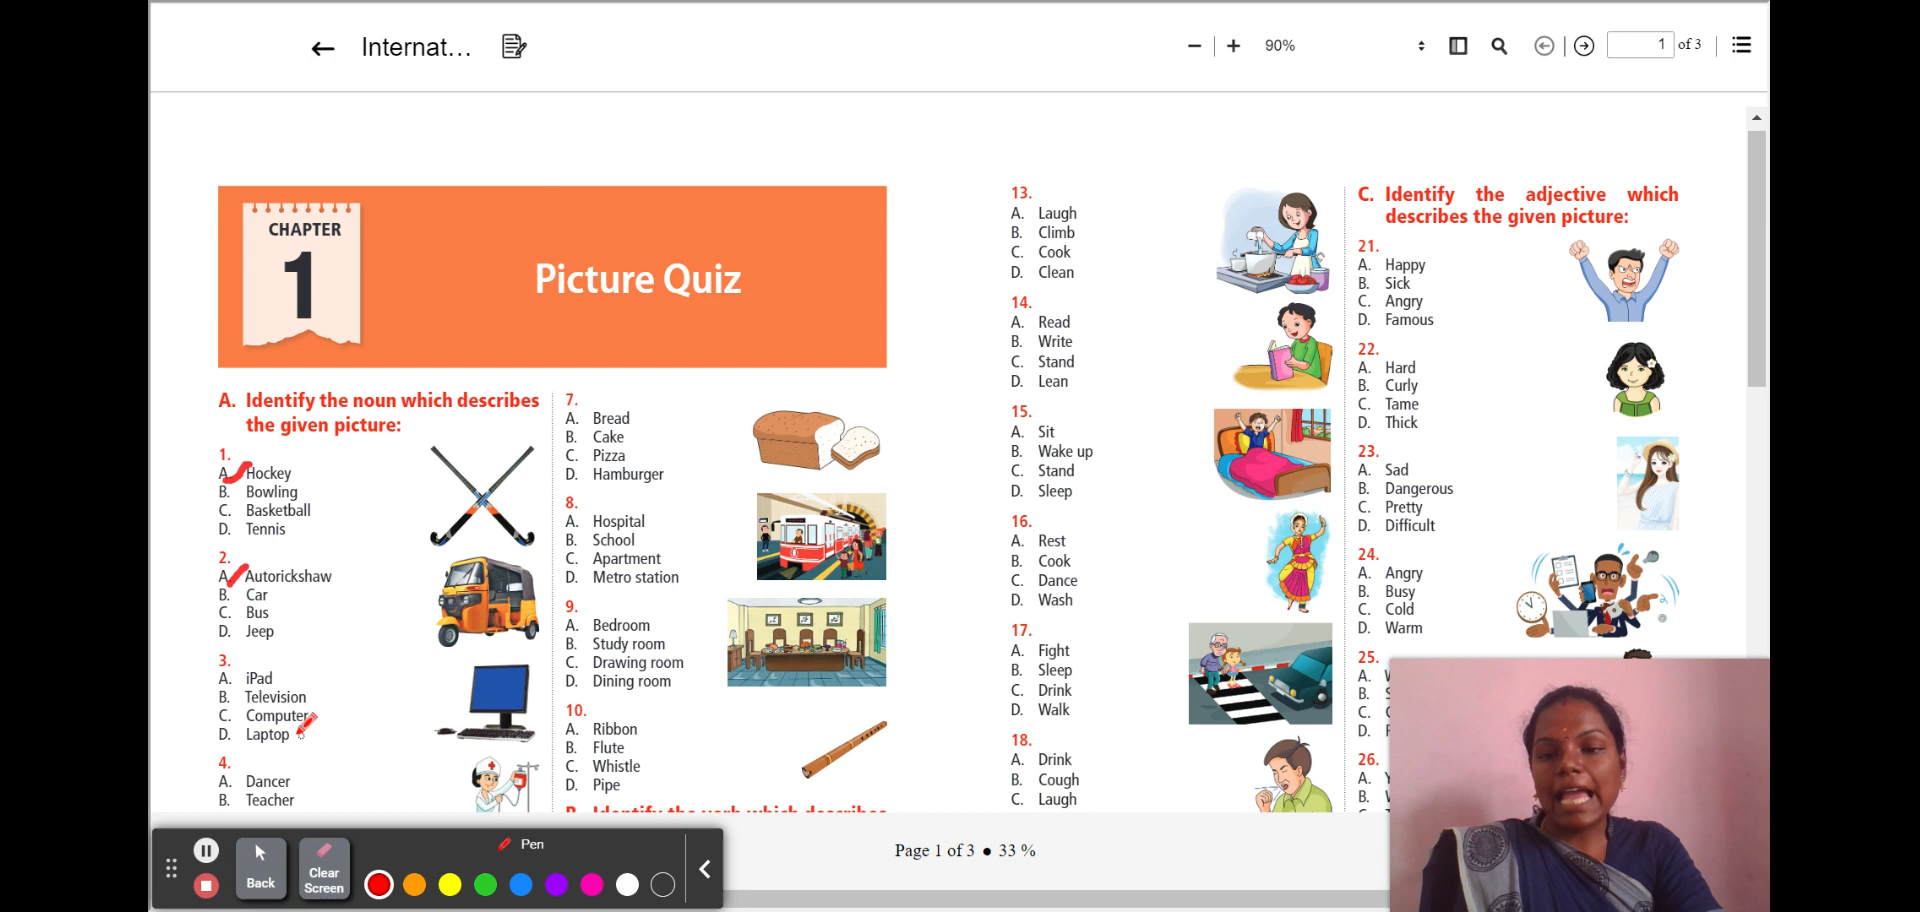 Internat...
90%
1 of 3
CHAPTER
1
Picture Quiz
A. Identify the noun which describes
the given picture:
1.
A. Hockey
B. Bowling
C. Basketball
D. Tennis
2.
A. Autorickshaw
B. Car
C. Bus
D. Jeep
3.
A. iPad
B. Television
C. Computer
D. Laptop
4.
A. Dancer
B. Teacher
7.
A. Bread
B. Cake
C. Pizza
D. Hamburger
8.
A. Hospital
B. School
C. Apartment
D. Metro station
9.
A. Bedroom
B. Study room
C. Drawing room
D. Dining room
10.
A. Ribbon
B. Flute
C. Whistle
D. Pipe
B. Identify the verb which describes
13.
A. Laugh
B. Climb
C. Cook
D. Clean
14.
A. Read
B. Write
C. Stand
D. Lean
15.
A. Sit
B. Wake up
C. Stand
D. Sleep
16.
A. Rest
B. Cook
C. Dance
D. Wash
17.
A. Fight
B. Sleep
C. Drink
D. Walk
18.
A. Drink
B. Cough
C. Laugh
C. Identify the adjective which
describes the given picture:
21.
A. Happy
B. Sick
C. Angry
D. Famous
22.
A. Hard
B. Curly
C. Tame
D. Thick
23.
A. Sad
B. Dangerous
C. Pretty
D. Difficult
24.
A. Angry
B. Busy
C. Cold
D. Warm
25.
A.
B.
C.
D.
26.
A.
B.
Page 1 of 3 ● 33 %
Back
Clear
Screen
Pen